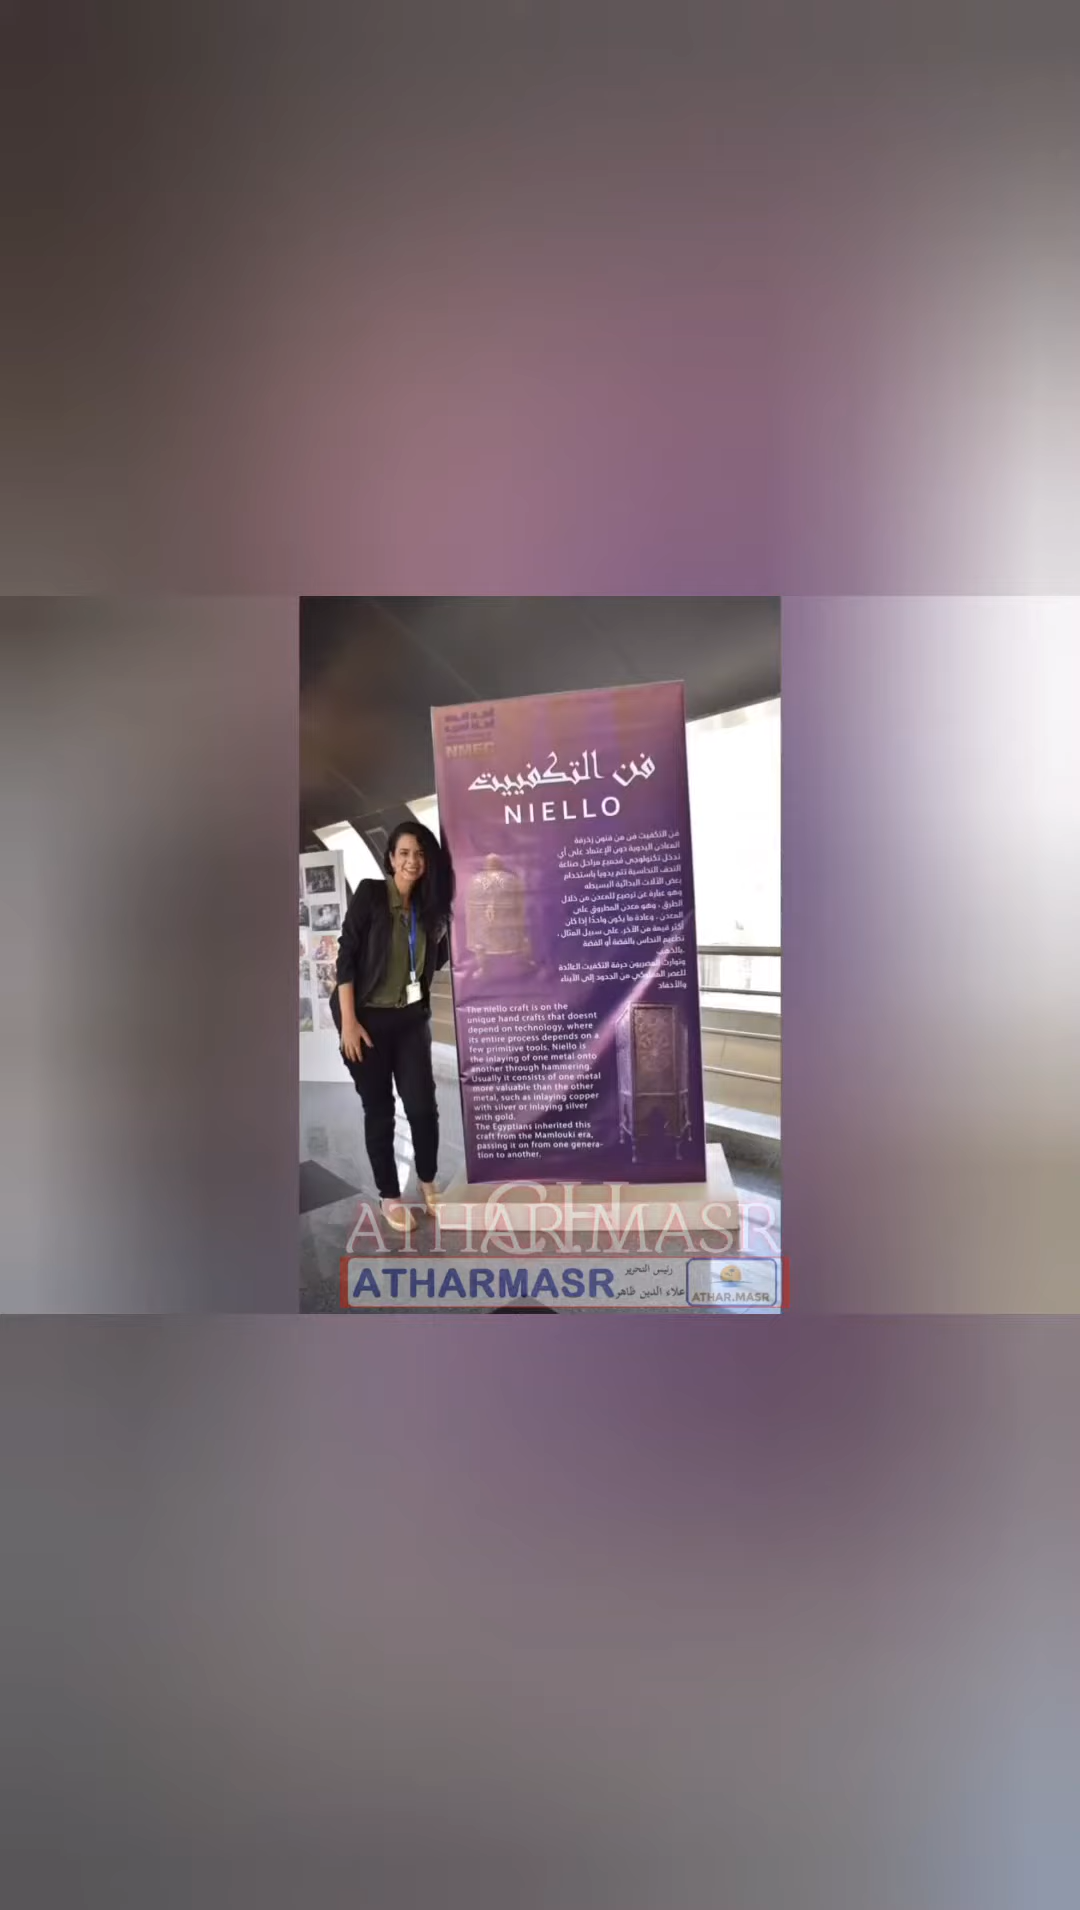 NMEC
فن التكفييت
NIELLO
فن التكفيت من من فنون زخرفة
المعادن اليدوية دون الإعتماد على أي
تدخل تكنولوجي فجميع مراحل صناعة
التحف النحاسية تتم يدويا باستخدام
بعض الآلات البدائية البسيطه
وهو عبارة عن ترصيع للمعدن من خلال
الطرق ، وهو معدن المطروق على
المعدن ، وعادة ما يكون واحدًا إذا كان
أكثر قيمة من الآخر، على سبيل المثال ،
تطعيم النحاس بالفضة أو الفضة
بالذهب.
وتوارث المصريون حرفة التكفيت العائدة
للعصر المملوكي من الجدود إلى الأبناء
والأحفاد
The niello craft is on the
unique hand crafts that doesnt
depend on technology, where
its entire process depends on a
few primitive tools. Niello is
the inlaying of one metal onto
another through hammering.
Usually it consists of one metal
more valuable than the other
metal, such as inlaying copper
with silver or inlaying silver
with gold.
The Egyptians inherited this
craft from the Mamlouki era,
passing it on from one genera-
tion to another.
ATHAR.MASR
ATHARMASR
رئيس التحرير
علاء الدين ظاهر
ATHAR.MASR